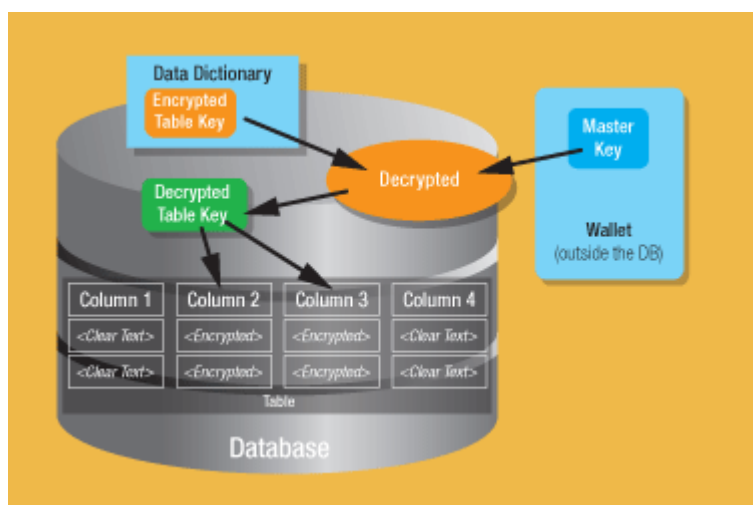 Data Dictionary
Encrypted
Table Key
Master
Key
Decrypted
Decrypted
Table Key
Wallet
(outside the DB)
Column 1 Column 2 Column 3 Column 4
<Clear Text> <Encrypted> <Encrypted> <Clear Text>
<Clear Text> <Encrypted> <Encrypted> <Clear Text>
Table
Database